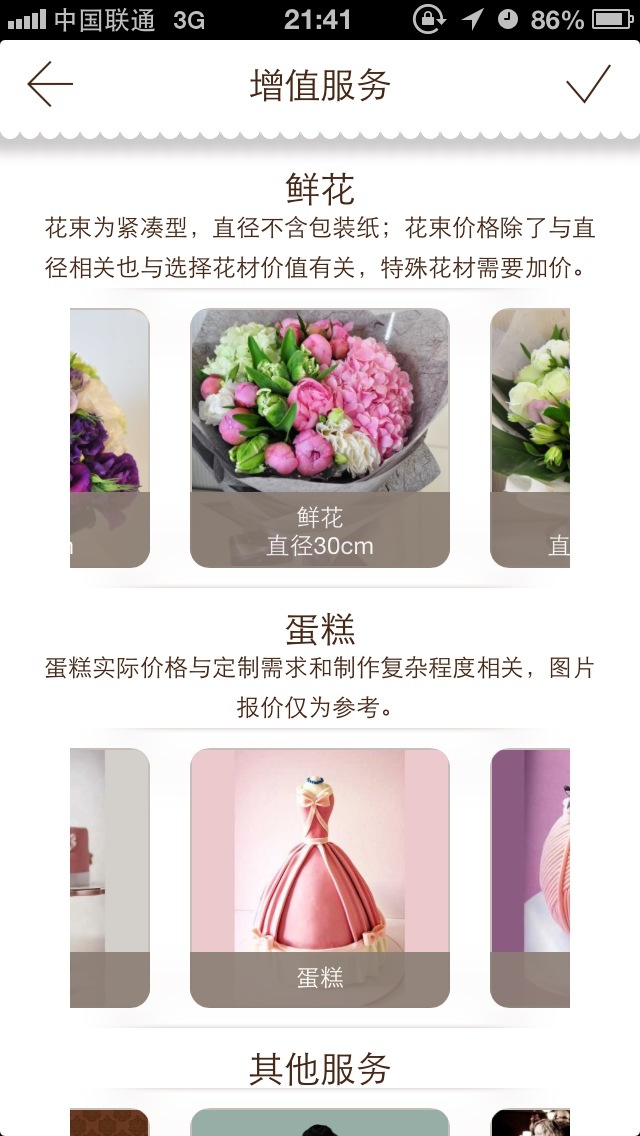 中国联通 3G 21:41 86%
增值服务
鲜花
花束为紧凑型，直径不含包装纸；花束价格除了与直
径相关也与选择花材价值有关，特殊花材需要加价。
鲜花
直径30cm
直
蛋糕
蛋糕实际价格与定制需求和制作复杂程度相关，图片
报价仅为参考。
蛋糕
其他服务